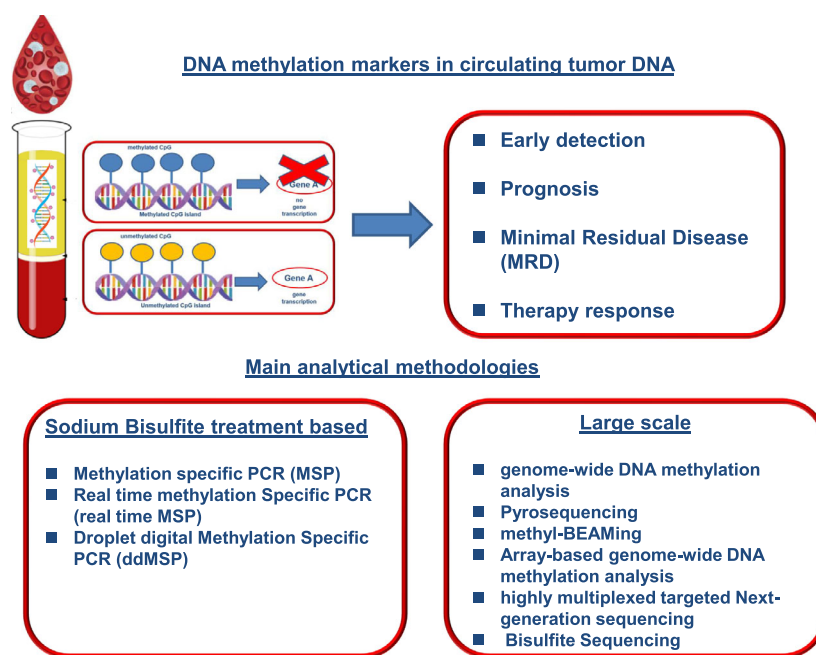 DNA methylation markers in circulating tumor DNA
methylated CpG
Methylated CpG island
Gene A
no
gene
transcription
unmethylated CpG
Unmethylated CpG island
Gene A
gene
transcription
Early detection
Prognosis
Minimal Residual Disease
(MRD)
Therapy response
Main analytical methodologies
Sodium Bisulfite treatment based
Methylation specific PCR (MSP)
Real time methylation Specific PCR
(real time MSP)
Droplet digital Methylation Specific
PCR (ddMSP)
Large scale
genome-wide DNA methylation
analysis
Pyrosequencing
methyl-BEAMing
Array-based genome-wide DNA
methylation analysis
highly multiplexed targeted Next-
generation sequencing
Bisulfite Sequencing